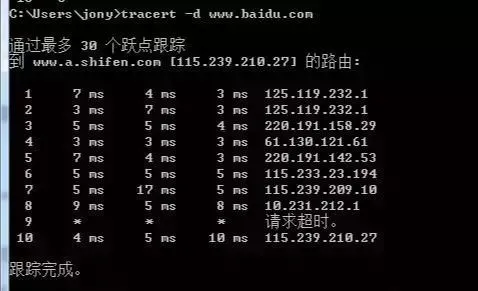 C:\Users\jony>tracert -d www.baidu.com
通过最多 30 个跃点跟踪
到 www.a.shifen.com [115.239.210.27] 的路由:
1 7 ms 4 ms 3 ms 125.119.232.1
2 3 ms 7 ms 3 ms 125.119.232.1
3 5 ms 5 ms 4 ms 220.191.158.29
4 3 ms 3 ms 3 ms 61.130.121.61
5 7 ms 4 ms 3 ms 220.191.142.53
6 5 ms 5 ms 5 ms 115.233.23.194
7 5 ms 17 ms 5 ms 115.239.209.10
8 9 ms 5 ms 8 ms 10.231.212.1
9 * * * 请求超时。
10 4 ms 5 ms 10 ms 115.239.210.27
跟踪完成。